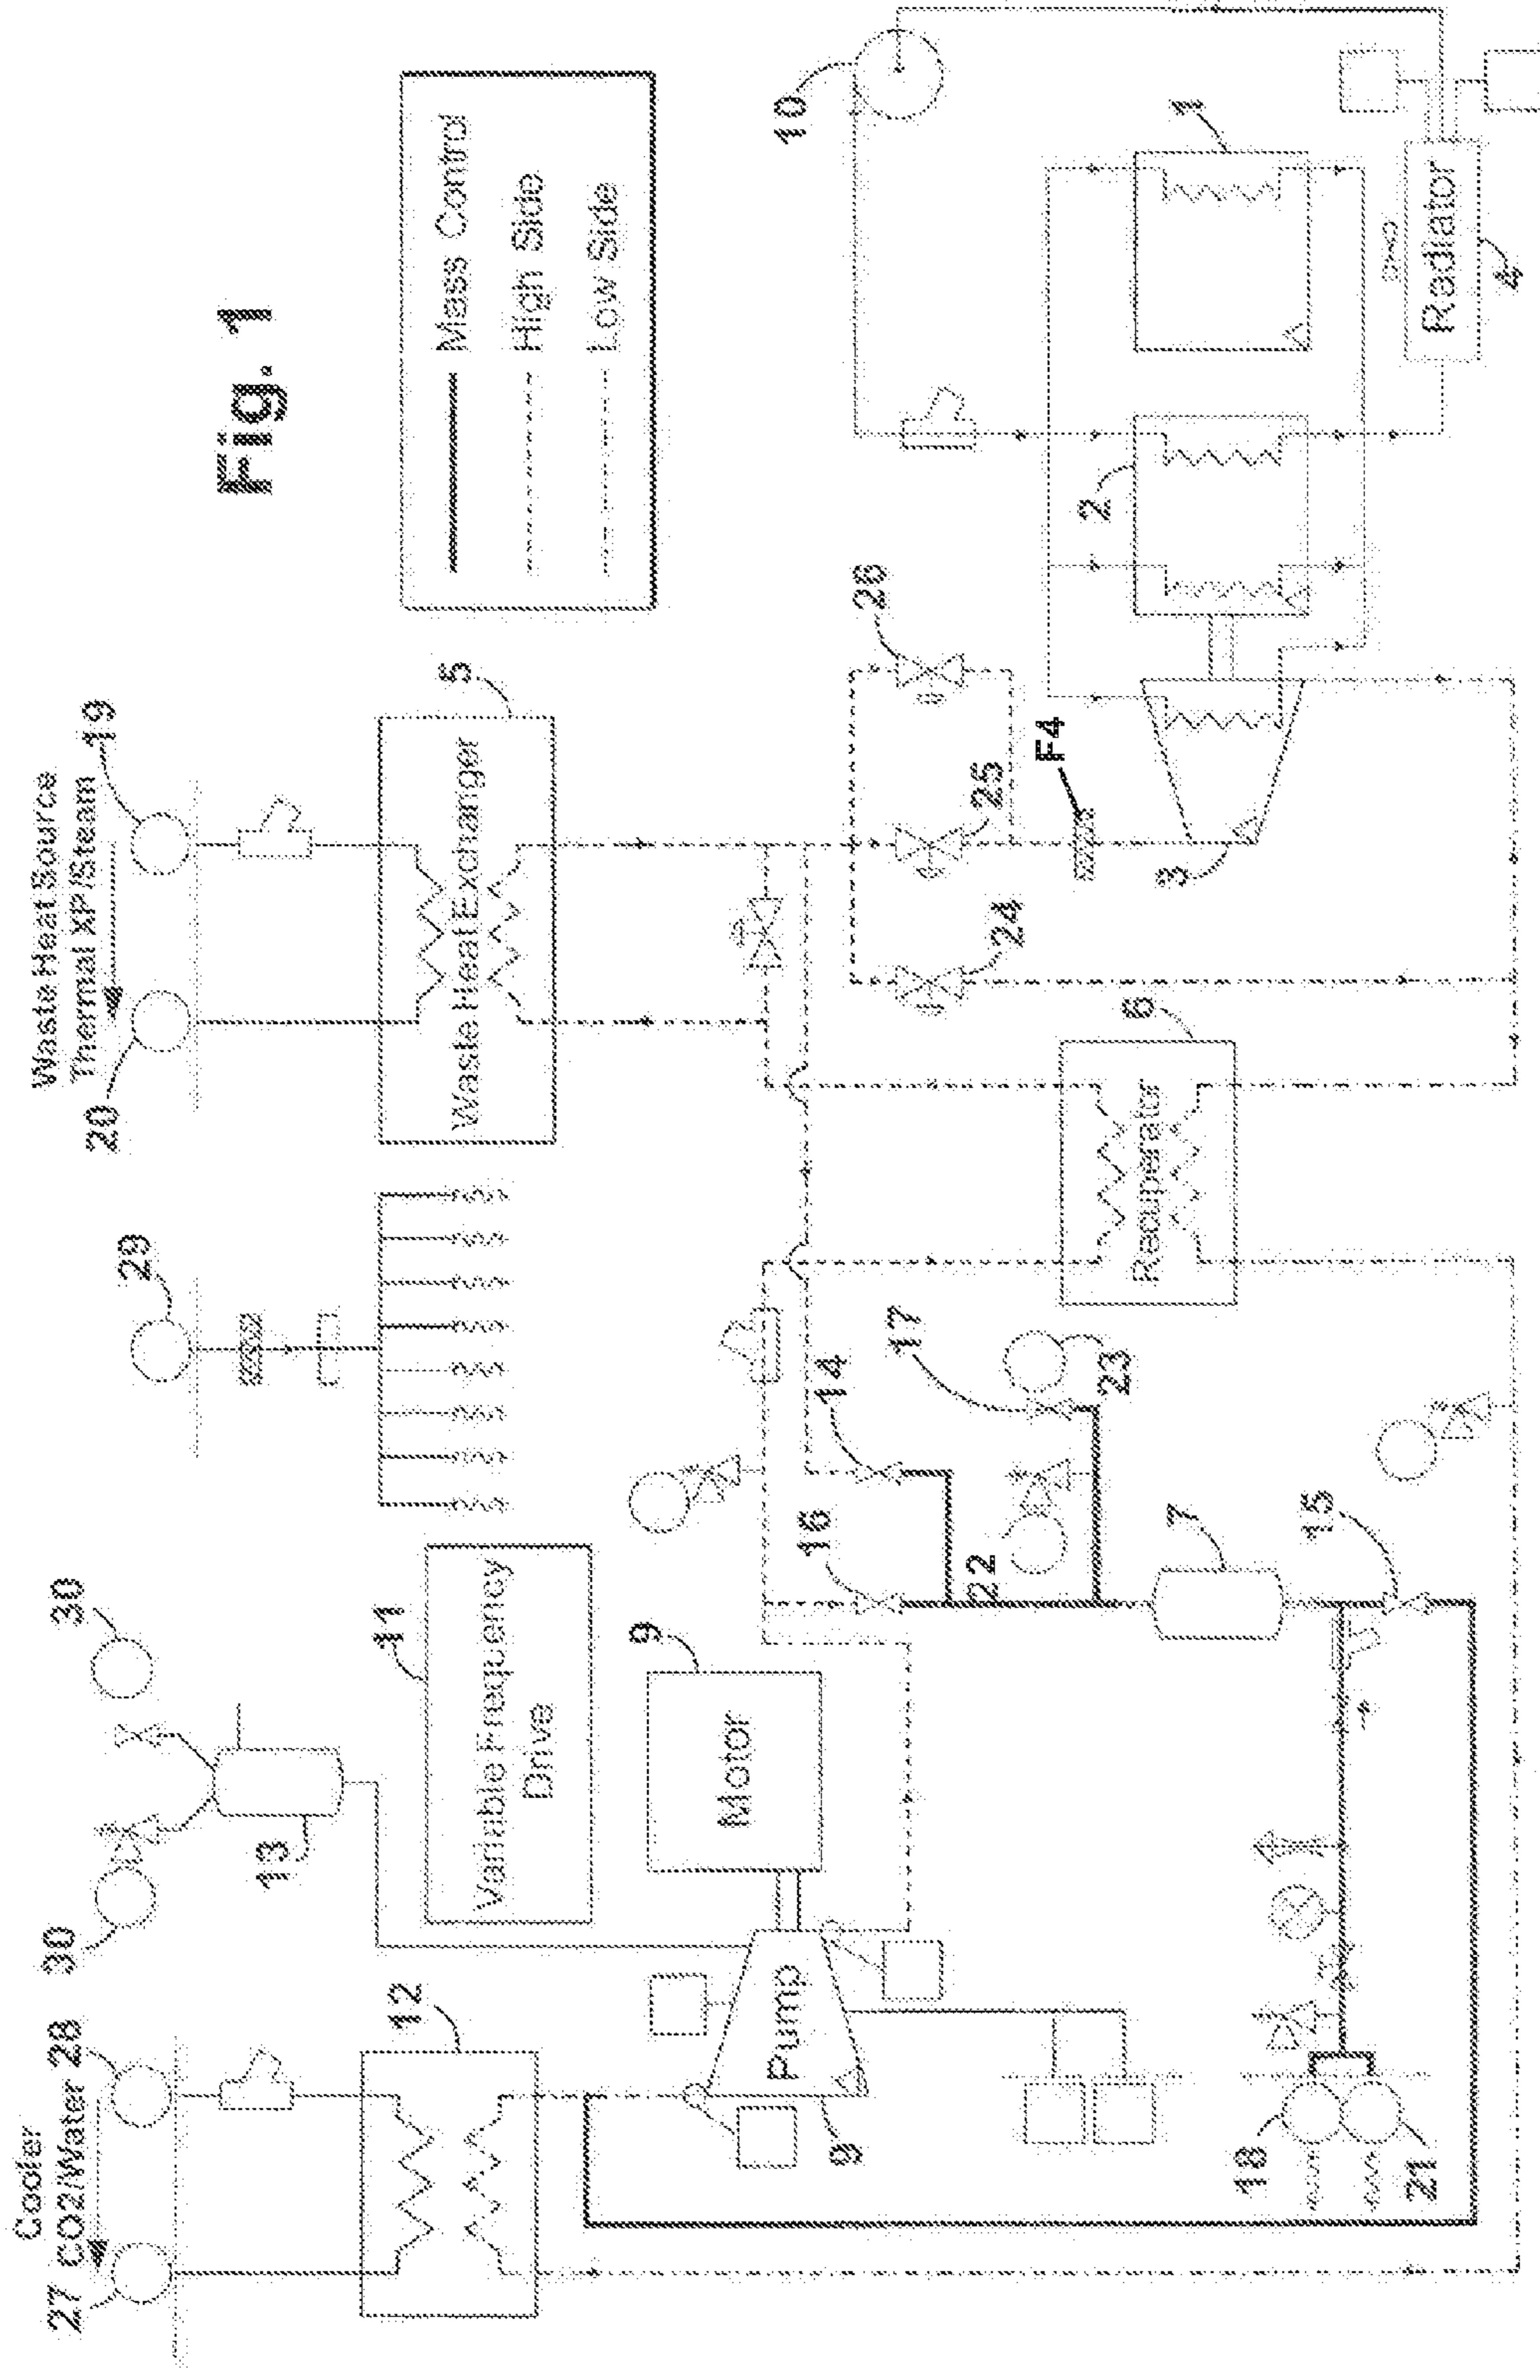 Cooler
27 CO2/Water 28
30
30
29
Waste Heat Source
Thermal XP/Steam
20
19
Fig. 1
13
12
11
Variable Frequency
Drive
5
Waste Heat Exchanger
Mass Control
High Side
Low Side
9
Motor
Pump
9
16
14
17
22
23
24
25
26
10
6
Recuperator
F4
3
2
1
7
15
18
21
Radiator
4